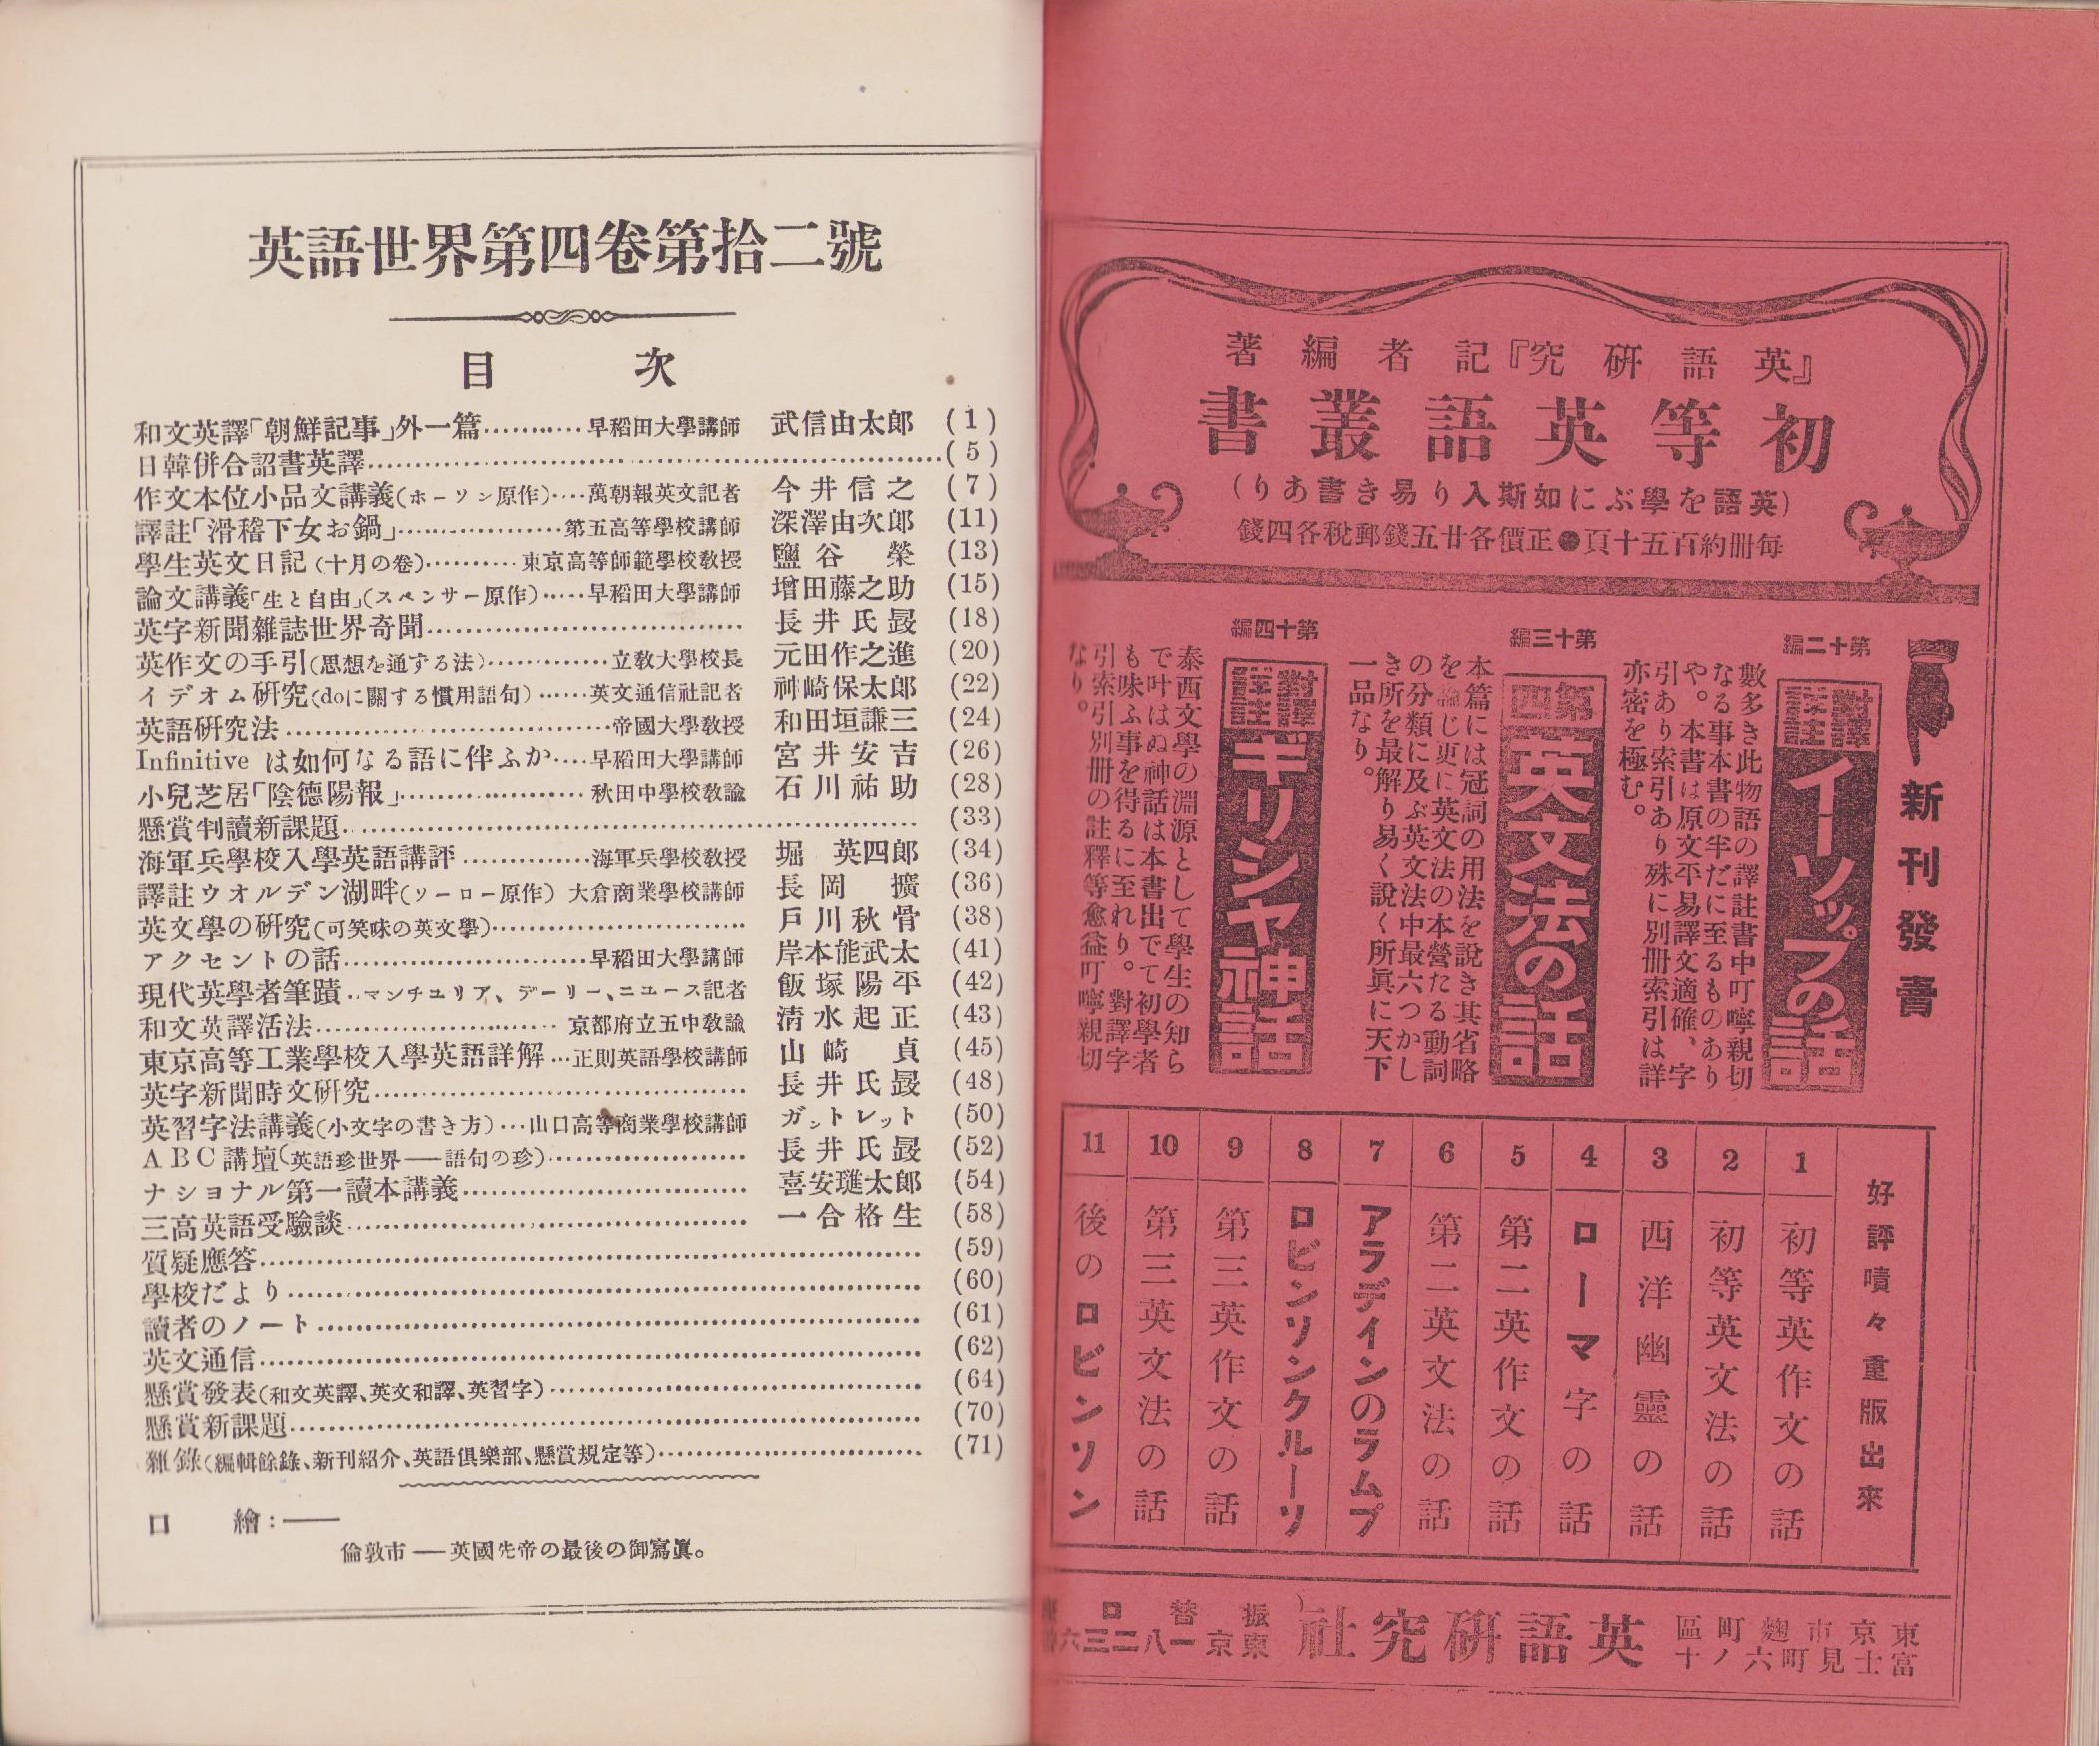 英語世界第四卷第拾二號
目次
和文英譯「朝鮮記事」外一篇………早稻田大學講師 武信由太郎 (1)
日韓併合詔書英譯………(5)
作文本位小品文講義(ホーソン原作)…萬朝報英文記者 今井信之 (7)
譯註「滑稽下女お鍋」………第五高等學校講師 深澤由次郎 (11)
學生英文日記(十月の卷)………東京高等師範學校敎授 鹽谷榮 (13)
論文講義「生と自由」(スペンサー原作)……早稻田大學講師 增田藤之助 (15)
英字新聞雜誌世界奇聞………長井氏㝡 (18)
英作文の手引(思想を通ずる法)………立敎大學校長 元田作之進 (20)
イデオム硏究(doに關する慣用語句)……英文通信社記者 神崎保太郎 (22)
英語硏究法………帝國大學敎授 和田垣謙三 (24)
Infinitive は如何なる語に伴ふか……早稻田大學講師 宮井安吉 (26)
小兒芝居「陰德陽報」………秋田中學校敎諭 石川祐助 (28)
懸賞判讀新課題………(33)
海軍兵學校入學英語講評………海軍兵學校敎授 堀英四郎 (34)
譯註ウオルデン湖畔(ソーロー原作) 大倉商業學校講師 長岡擴 (36)
英文學の硏究(可笑味の英文學)………戶川秋骨 (38)
アクセントの話………早稻田大學講師 岸本能武太 (41)
現代英學者筆蹟‥マンチユリア、デーリー、ニユース記者 飯塚陽平 (42)
和文英譯活法………京都府立五中敎諭 淸水起正 (43)
東京高等工業學校入學英語詳解…正則英語學校講師 山崎貞 (45)
英字新聞時文硏究………長井氏㝡 (48)
英習字法講義(小文字の書き方)…山口高等商業學校講師 ガントレット (50)
ABC講壇(英語珍世界――語句の珍)………長井氏㝡 (52)
ナショナル第一讀本講義………喜安璡太郎 (54)
三高英語受驗談………一合格生 (58)
質疑應答………(59)
學校だより………(60)
讀者のノート………(61)
英文通信………(62)
懸賞發表(和文英譯、英文和譯、英習字)………(64)
懸賞新課題………(70)
雜錄(編輯餘錄、新刊紹介、英語俱樂部、懸賞規定等)………(71)
口繪：――
倫敦市――英國先帝の最後の御寫眞。
『英語硏究』記者編著
初等英語叢書
(英語を學ぶに如斯入り易き書あり)
每册約百五十頁●正價各廿五錢郵稅各四錢
新刊發賣
第十二編
對譯詳註
イーソップの話
數多き此物語の譯註書中叮嚀親切
なる事本書の半だに至るものあり
や。本書は原文平易譯文適確、字
引あり索引あり殊に別册索引は詳
亦密を極む。
第十三編
第四英文法の話
本篇には冠詞の用法を說き其省略
を論じ更に英文法の本營たる動詞
の分類に及ぶ英文法中最六つかし
き所を最解り易く說く所眞に天下
一品なり。
第十四編
對譯詳註
ギリシャ神話
泰西文學の淵源として學生の知ら
で叶はぬ神話は本書出でて初學者
も味ふ事を得るに至れり。對譯字
引索引別册の註釋等愈益叮嚀親切
なり。
好評嘖々重版出來
1 初等英作文の話
2 初等英文法の話
3 西洋幽靈の話
4 ローマ字の話
5 第二英作文の話
6 第二英文法の話
7 アラデインのラムプ
8 ロビンソンクルーソ
9 第三英作文の話
10 第三英文法の話
11 後のロビンソン
東京市麴町區
富士見町六ノ十
英語硏究社
振替口座
東京一八二三六